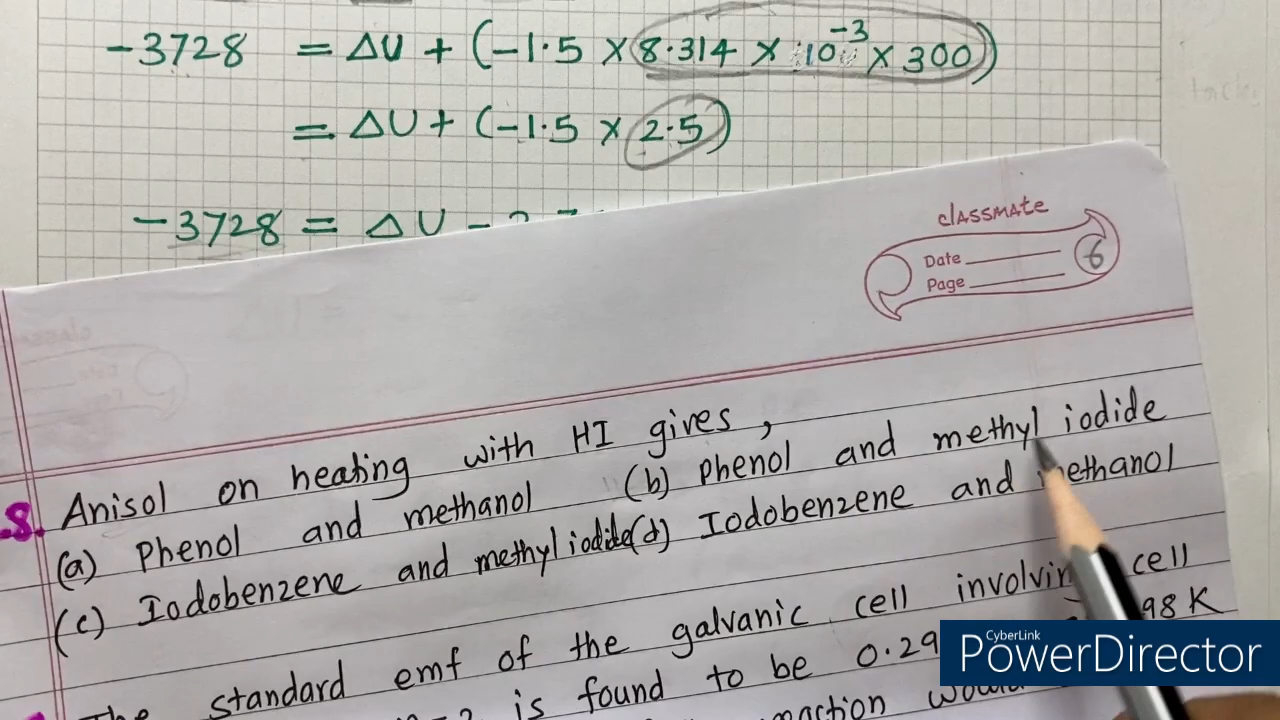 -3728 = ΔU + (-1.5 × 8.314 × 10⁻³ × 300)
= ΔU + (-1.5 × 2.5)
-3728 = ΔU -
classmate
Date
Page
6
8. Anisol on heating with HI gives,
(a) Phenol and methanol (b) Phenol and methyl iodide
(c) Iodobenzene and methyl iodide (d) Iodobenzene and methanol
standard emf of the galvanic cell involving cell
is found to be 0.29 98 K
CyberLink
PowerDirector